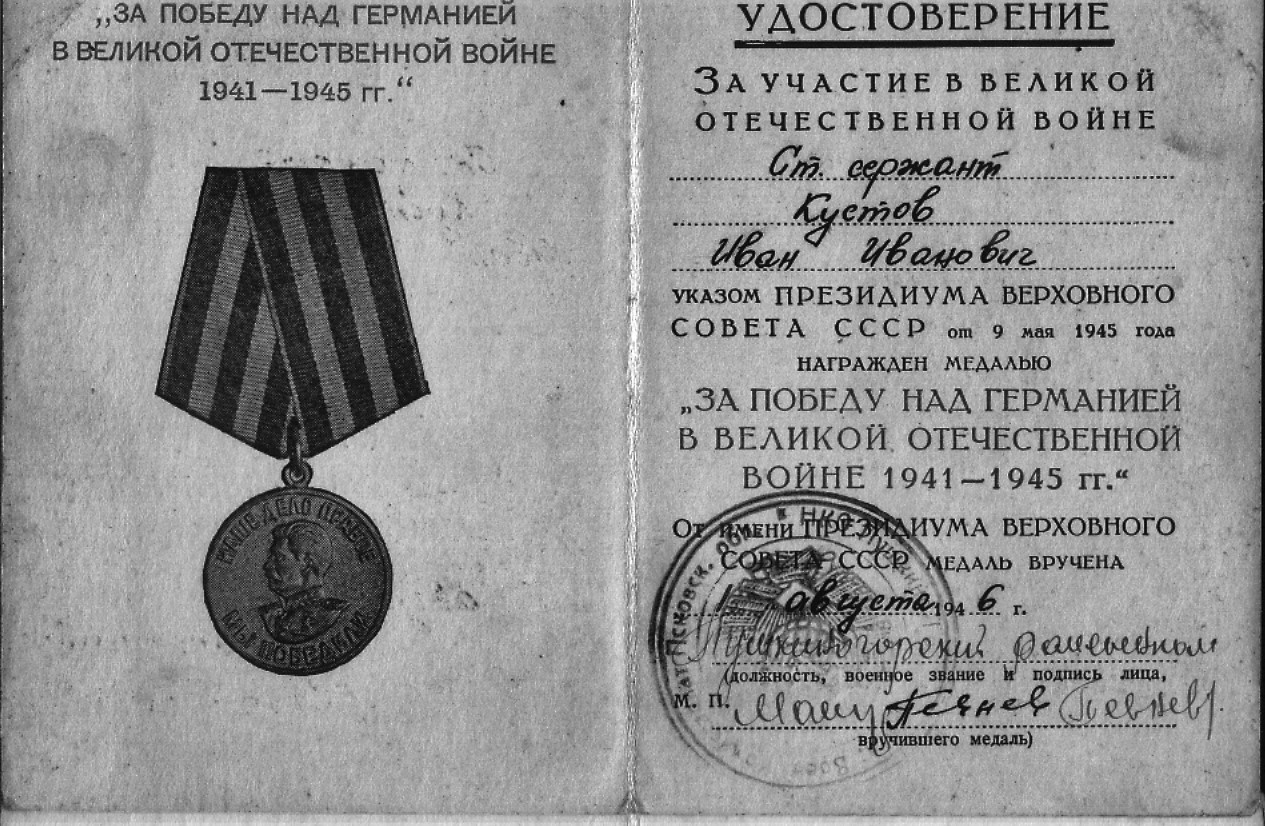 „ЗА ПОБЕДУ НАД ГЕРМАНИЕЙ
В ВЕЛИКОЙ ОТЕЧЕСТВЕННОЙ ВОЙНЕ
1941—1945 гг.“
НАШЕ ДЕЛО ПРАВОЕ
МЫ ПОБЕДИЛИ
УДОСТОВЕРЕНИЕ
ЗА УЧАСТИЕ В ВЕЛИКОЙ
ОТЕЧЕСТВЕННОЙ ВОЙНЕ
Ст. сержант
Кустов
Иван Иванович
УКАЗОМ ПРЕЗИДИУМА ВЕРХОВНОГО
СОВЕТА СССР от 9 мая 1945 года
НАГРАЖДЕН МЕДАЛЬЮ
„ЗА ПОБЕДУ НАД ГЕРМАНИЕЙ
В ВЕЛИКОЙ ОТЕЧЕСТВЕННОЙ
ВОЙНЕ 1941—1945 гг.“
ОТ ИМЕНИ ПРЕЗИДИУМА ВЕРХОВНОГО
СОВЕТА СССР МЕДАЛЬ ВРУЧЕНА
1 августа 1946 г.
Пушкиногорский
(должность, военное звание и подпись лица,
М. П.
вручившего медаль)